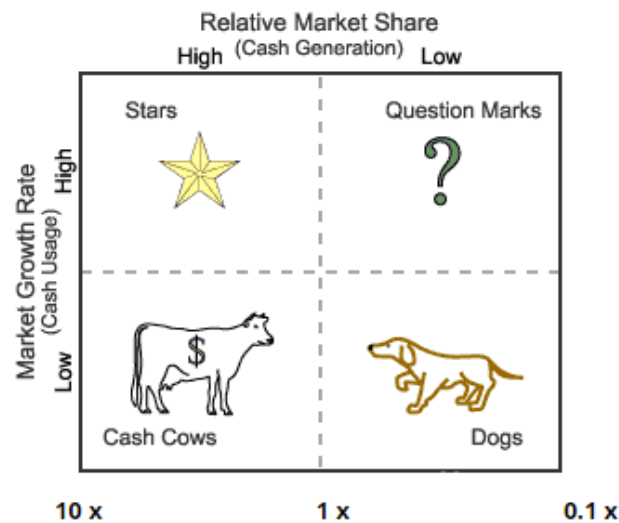 Relative Market Share
High (Cash Generation) Low
Stars
Question Marks
?
Market Growth Rate
(Cash Usage)
High
Low
$
Cash Cows
Dogs
10 x
1 x
0.1 x